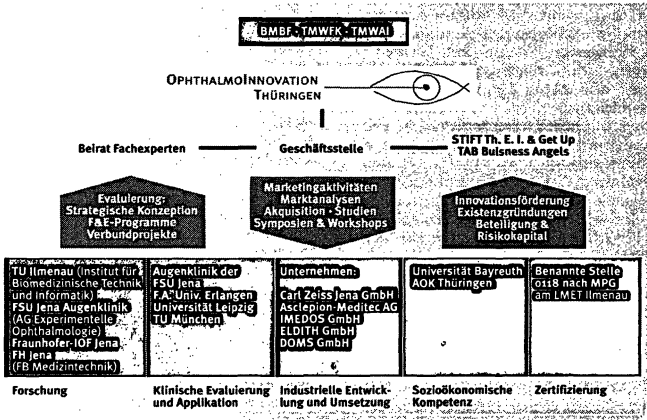 BMBF · TMWFK · TMWAI
OPHTHALMOINNOVATION
THÜRINGEN
Beirat Fachexperten
Geschäftsstelle
STIFT Th. E. I. & Get Up
TAB Buisness Angels
Evaluierung:
Strategische Konzeption
F&E-Programme
Verbundprojekte
Marketingaktivitäten
Marktanalysen
Akquisition · Studien
Symposien & Workshops
Innovationsförderung
Existenzgründungen
Beteiligung &
Risikokapital
TU Ilmenau (Institut für
Biomedizinische Technik
und Informatik)
FSU Jena Augenklinik
(AG Experimentelle
Ophthalmologie)
Fraunhofer-IOF Jena
FH Jena
(FB Medizintechnik)
Forschung
Augenklinik der
FSU Jena
F.A. Univ. Erlangen
Universität Leipzig
TU München
Klinische Evaluierung
und Applikation
Unternehmen:
Carl Zeiss Jena GmbH
Asclepion-Meditec AG
IMEDOS GmbH
ELDITH GmbH
DOMS GmbH
Industrielle Entwick-
lung und Umsetzung
Universität Bayreuth
AOK Thüringen
Sozioökonomische
Kompetenz
Benannte Stelle
0118 nach MPG
am LMET Ilmenau
Zertifizierung